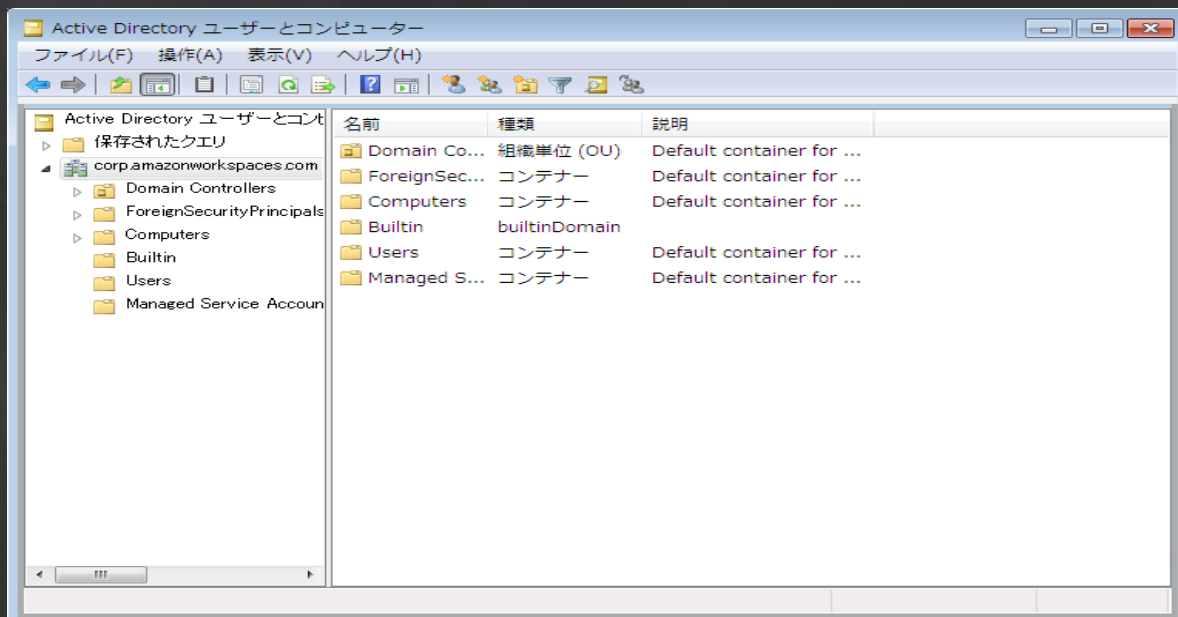 Active Directory ユーザーとコンピューター
ファイル(F) 操作(A) 表示(V) ヘルプ(H)
Active Directory ユーザーとコンピ
保存されたクエリ
corp.amazonworkspaces.com
Domain Controllers
ForeignSecurityPrincipals
Computers
Builtin
Users
Managed Service Accoun
名前 種類 説明
Domain Co... 組織単位 (OU) Default container for ...
ForeignSec... コンテナー Default container for ...
Computers コンテナー Default container for ...
Builtin builtinDomain
Users コンテナー Default container for ...
Managed S... コンテナー Default container for ...